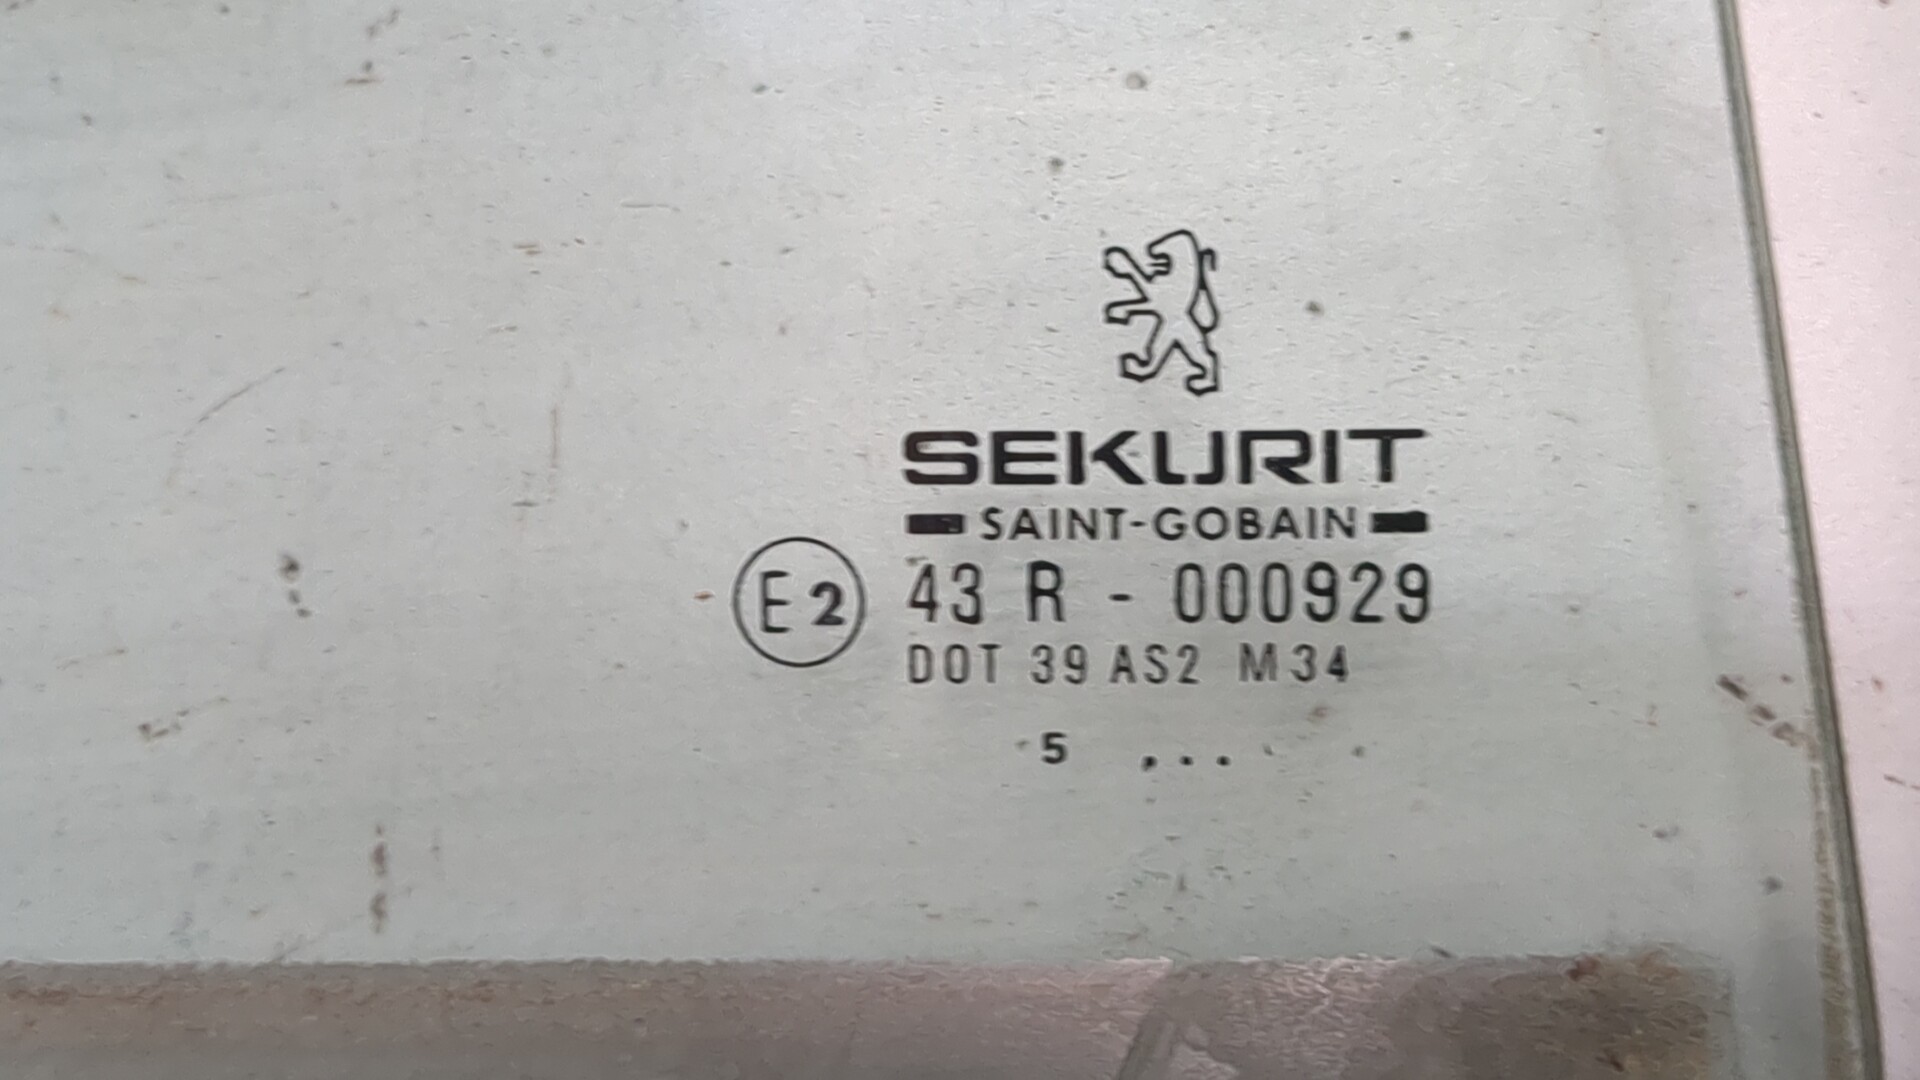 SEKURIT
SAINT-GOBAIN
E2 43 R - 000929
DOT 39 AS2 M34
5 ....